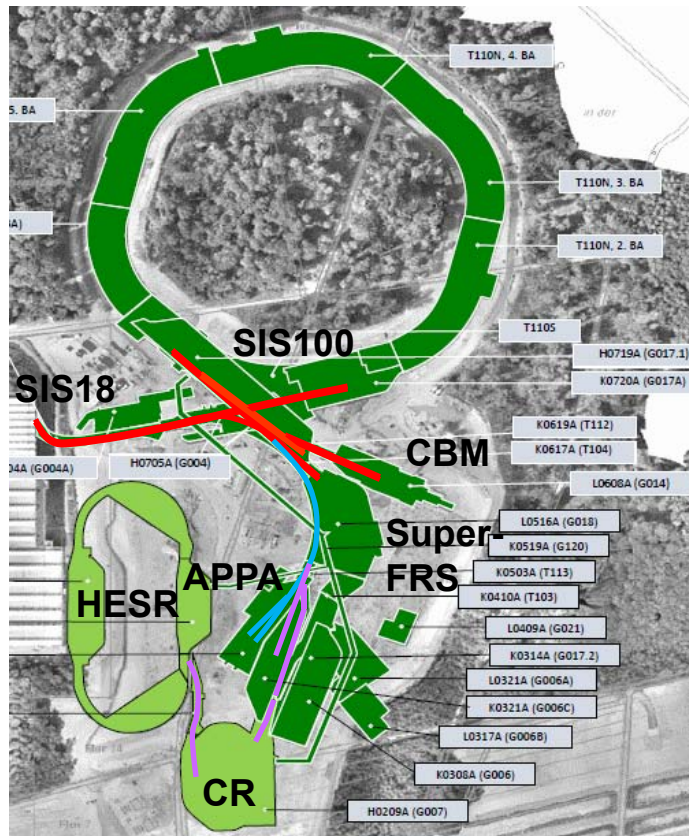 T110N, 4. BA
5. BA
T110N, 3. BA
T110N, 2. BA
T110S
SIS100
H0719A (G017.1)
SIS18
K0720A (G017A)
K0619A (T112)
CBM
K0617A (T104)
04A (G004A)
H0705A (G004)
L0608A (G014)
L0516A (G018)
Super-
FRS
K0519A (G120)
APPA
K0503A (T113)
HESR
K0410A (T103)
L0409A (G021)
K0314A (G017.2)
L0321A (G006A)
K0321A (G006C)
L0317A (G006B)
K0308A (G006)
CR
H0209A (G007)